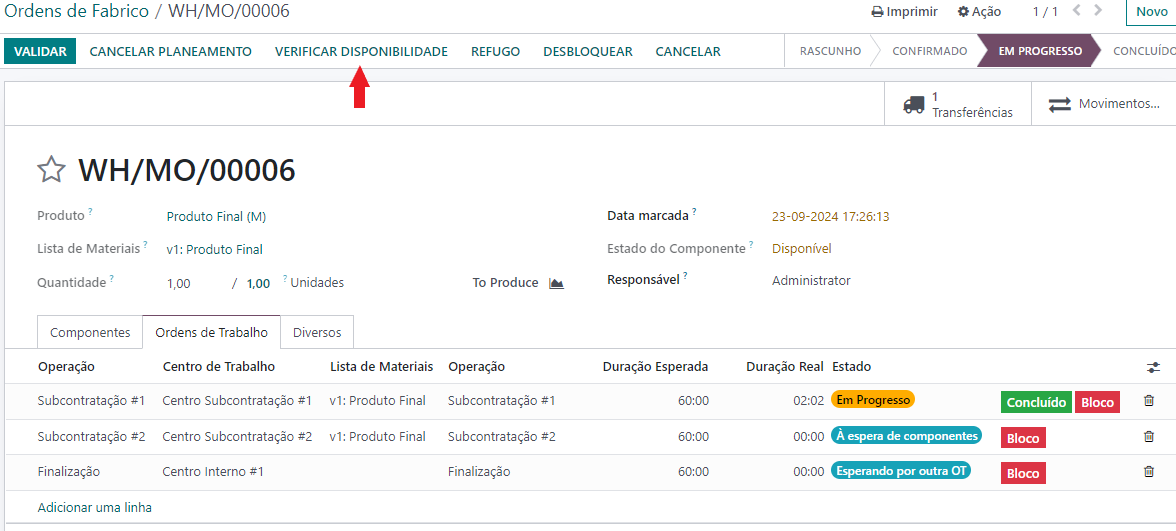 Ordens de Fabrico / WH/MO/00006 Imprimir Ação 1 / 1 Novo
VALIDAR CANCELAR PLANEAMENTO VERIFICAR DISPONIBILIDADE REFUGO DESBLOQUEAR CANCELAR RASCUNHO CONFIRMADO EM PROGRESSO CONCLUÍDO
1
Transferências Movimentos...
WH/MO/00006
Produto ? Produto Final (M) Data marcada ? 23-09-2024 17:26:13
Lista de Materiais ? v1: Produto Final Estado do Componente ? Disponível
Quantidade ? 1,00 / 1,00 ? Unidades To Produce Responsável ? Administrator
Componentes Ordens de Trabalho Diversos
Operação Centro de Trabalho Lista de Materiais Operação Duração Esperada Duração Real Estado
Subcontratação #1 Centro Subcontratação #1 v1: Produto Final Subcontratação #1 60:00 02:02 Em Progresso Concluído Bloco
Subcontratação #2 Centro Subcontratação #2 v1: Produto Final Subcontratação #2 60:00 00:00 À espera de componentes Bloco
Finalização Centro Interno #1 Finalização 60:00 00:00 Esperando por outra OT Bloco
Adicionar uma linha